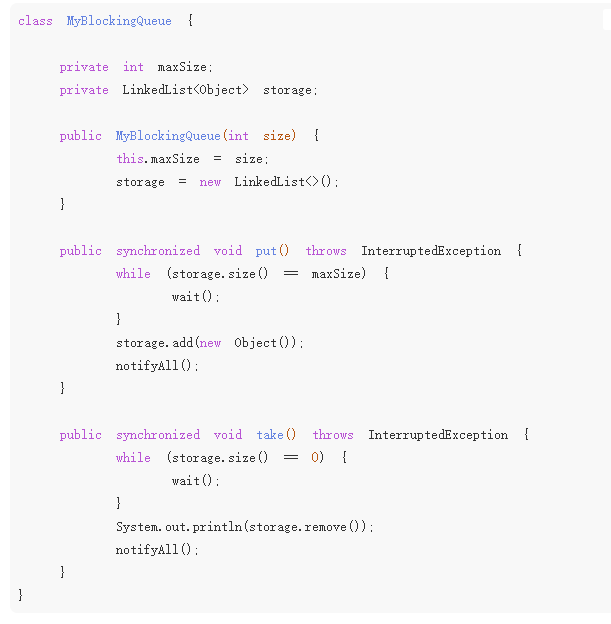 class MyBlockingQueue {
private int maxSize;
private LinkedList<Object> storage;
public MyBlockingQueue(int size) {
this.maxSize = size;
storage = new LinkedList<>();
}
public synchronized void put() throws InterruptedException {
while (storage.size() == maxSize) {
wait();
}
storage.add(new Object());
notifyAll();
}
public synchronized void take() throws InterruptedException {
while (storage.size() == 0) {
wait();
}
System.out.println(storage.remove());
notifyAll();
}
}